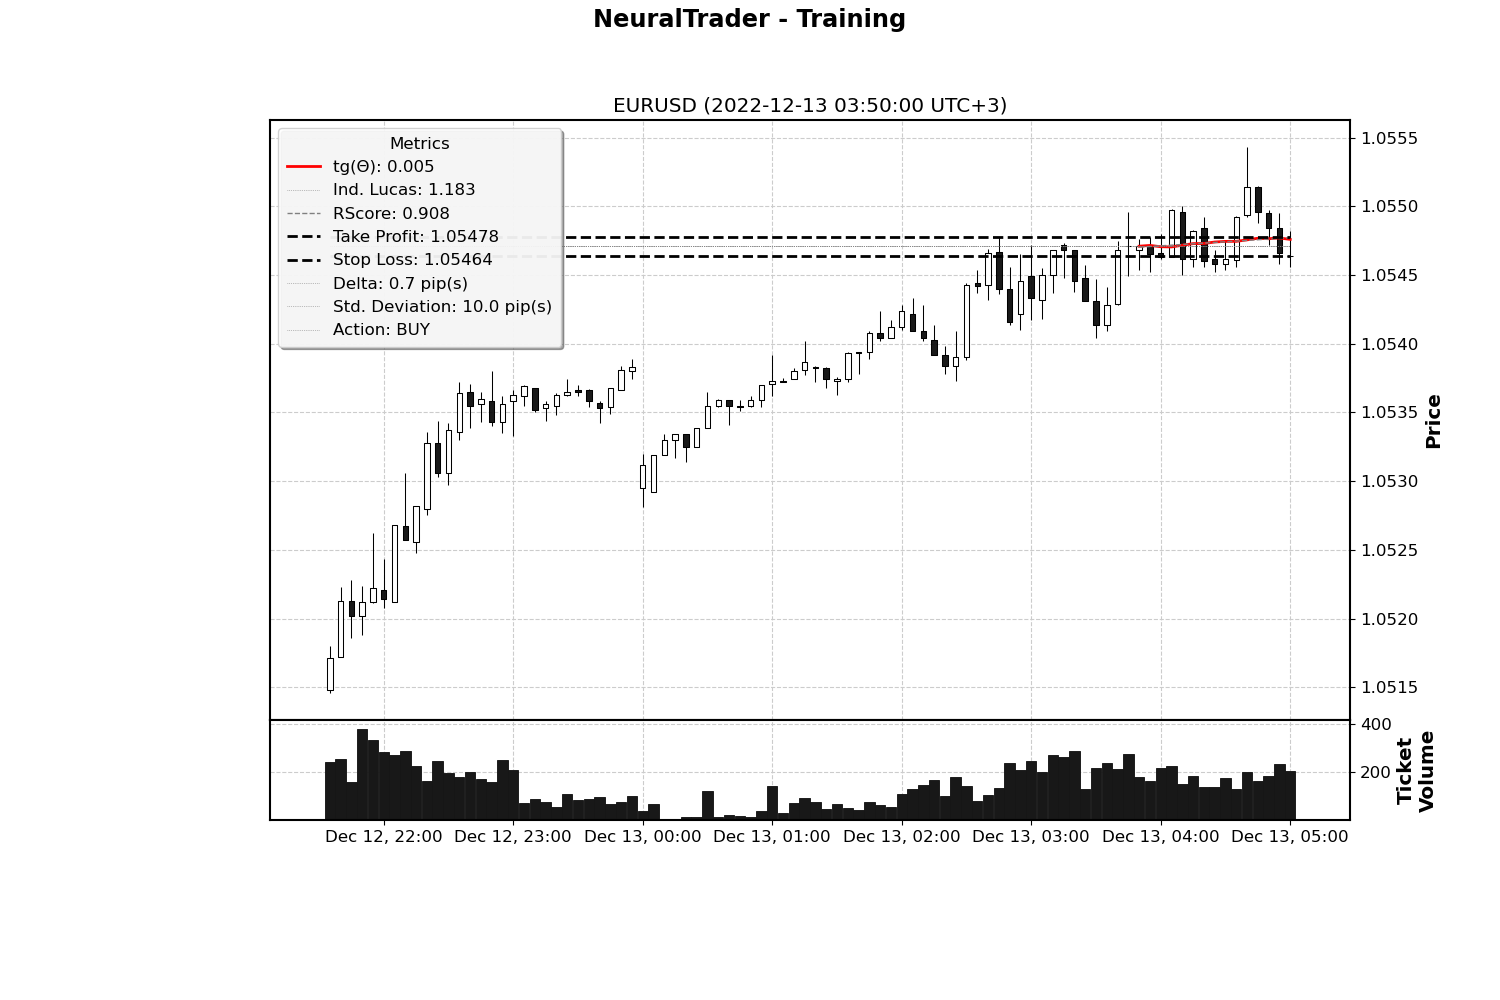 NeuralTrader - Training
EURUSD (2022-12-13 03:50:00 UTC+3)
Metrics
tg(Θ): 0.005
Ind. Lucas: 1.183
RScore: 0.908
Take Profit: 1.05478
Stop Loss: 1.05464
Delta: 0.7 pip(s)
Std. Deviation: 10.0 pip(s)
Action: BUY
1.0555
1.0550
1.0545
1.0540
1.0535
1.0530
1.0525
1.0520
1.0515
Price
400
200
Ticket
Volume
Dec 12, 22:00 Dec 12, 23:00 Dec 13, 00:00 Dec 13, 01:00 Dec 13, 02:00 Dec 13, 03:00 Dec 13, 04:00 Dec 13, 05:00